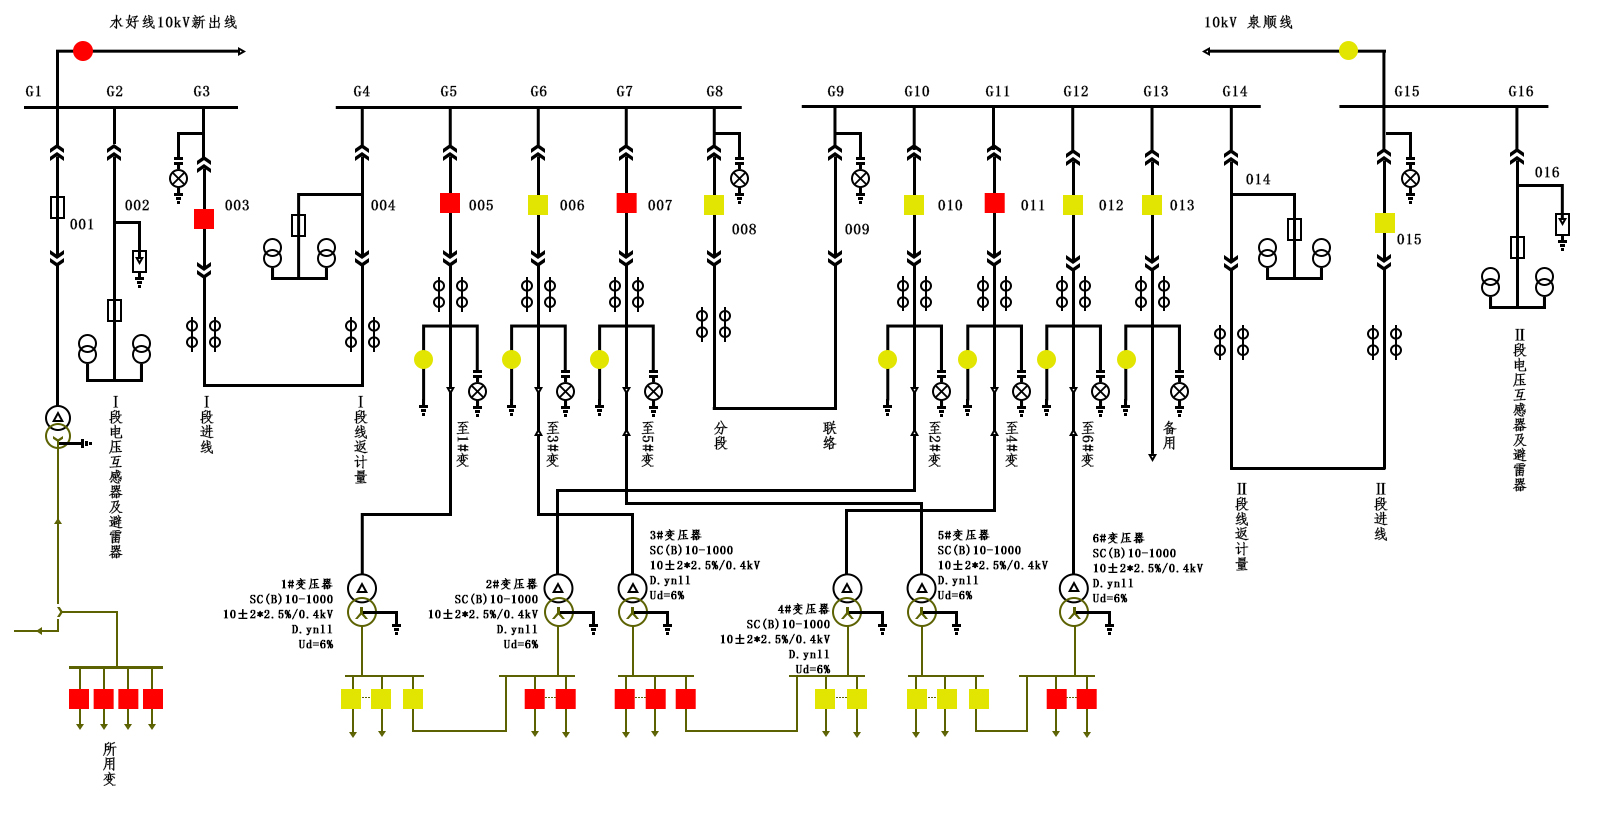 水好线10kV新出线
10kV 泉顺线
G1
G2
G3
G4
G5
G6
G7
G8
G9
G10
G11
G12
G13
G14
G15
G16
001
002
003
004
005
006
007
008
009
010
011
012
013
014
015
016
I段电压互感器及避雷器
I段进线
I段线返计量
至1#变
至3#变
至5#变
分段
联络
至2#变
至4#变
至6#变
备用
II段线返计量
II段进线
II段电压互感器及避雷器
1#变压器
SC(B)10-1000
10±2*2.5%/0.4kV
D.yn11
Ud=6%
2#变压器
SC(B)10-1000
10±2*2.5%/0.4kV
D.yn11
Ud=6%
3#变压器
SC(B)10-1000
10±2*2.5%/0.4kV
D.yn11
Ud=6%
4#变压器
SC(B)10-1000
10±2*2.5%/0.4kV
D.yn11
Ud=6%
5#变压器
SC(B)10-1000
10±2*2.5%/0.4kV
D.yn11
Ud=6%
6#变压器
SC(B)10-1000
10±2*2.5%/0.4kV
D.yn11
Ud=6%
所用变